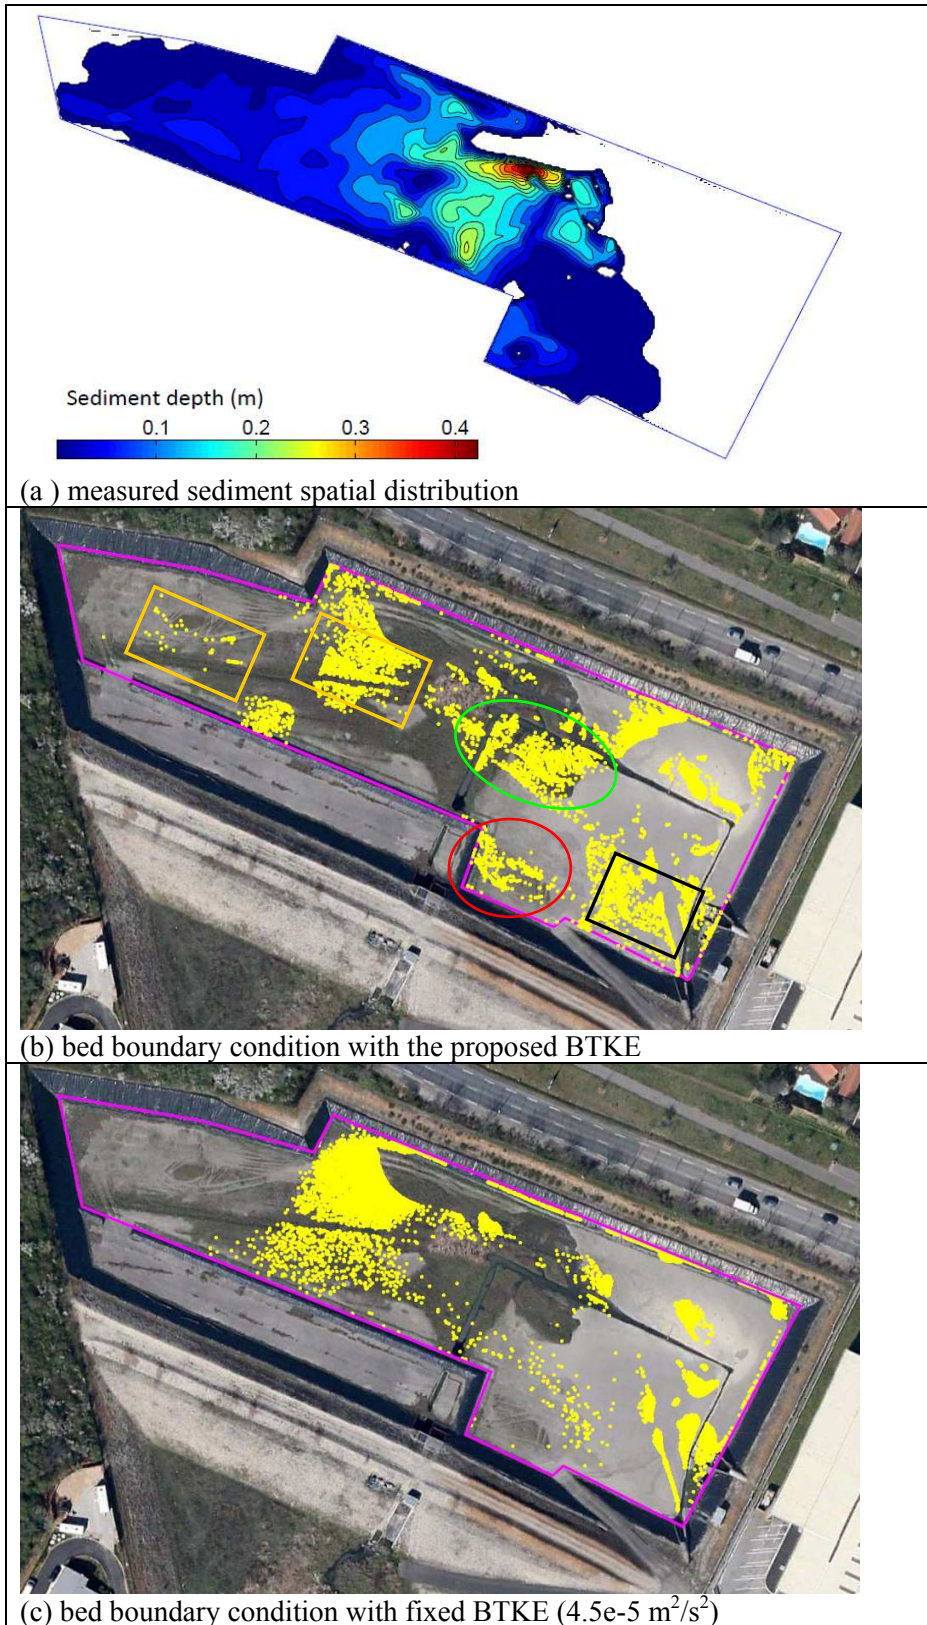 Sediment depth (m)
0.1 0.2 0.3 0.4
(a ) measured sediment spatial distribution
(b) bed boundary condition with the proposed BTKE
(c) bed boundary condition with fixed BTKE (4.5e-5 m²/s²)